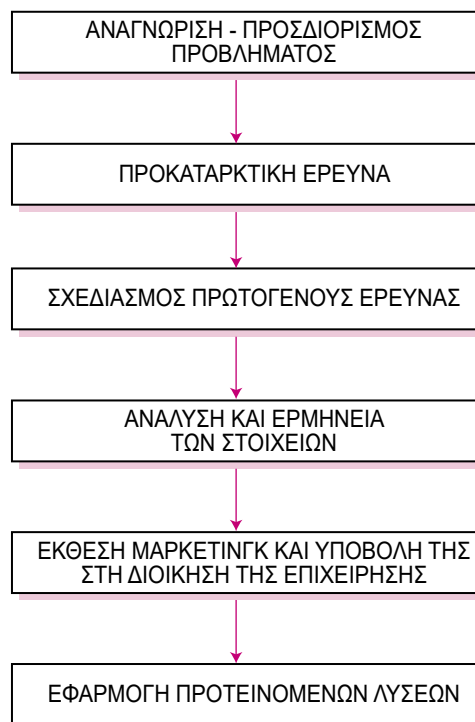 ΑΝΑΓΝΩΡΙΣΗ - ΠΡΟΣΔΙΟΡΙΣΜΟΣ
ΠΡΟΒΛΗΜΑΤΟΣ
ΠΡΟΚΑΤΑΡΚΤΙΚΗ ΕΡΕΥΝΑ
ΣΧΕΔΙΑΣΜΟΣ ΠΡΩΤΟΓΕΝΟΥΣ ΕΡΕΥΝΑΣ
ΑΝΑΛΥΣΗ ΚΑΙ ΕΡΜΗΝΕΙΑ
ΤΩΝ ΣΤΟΙΧΕΙΩΝ
ΕΚΘΕΣΗ ΜΑΡΚΕΤΙΝΓΚ ΚΑΙ ΥΠΟΒΟΛΗ ΤΗΣ
ΣΤΗ ΔΙΟΙΚΗΣΗ ΤΗΣ ΕΠΙΧΕΙΡΗΣΗΣ
ΕΦΑΡΜΟΓΗ ΠΡΟΤΕΙΝΟΜΕΝΩΝ ΛΥΣΕΩΝ